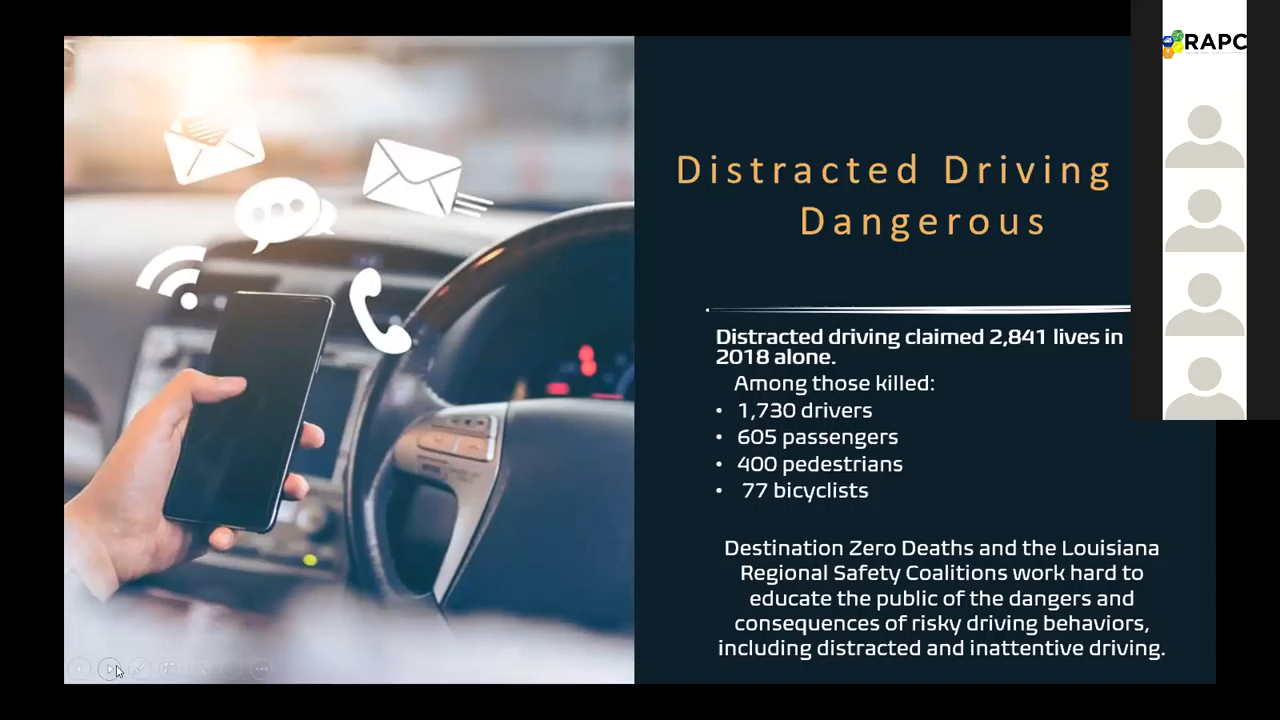 RAPC
Distracted Driving
Dangerous
Distracted driving claimed 2,841 lives in
2018 alone.
Among those killed:
• 1,730 drivers
• 605 passengers
• 400 pedestrians
• 77 bicyclists
Destination Zero Deaths and the Louisiana
Regional Safety Coalitions work hard to
educate the public of the dangers and
consequences of risky driving behaviors,
including distracted and inattentive driving.